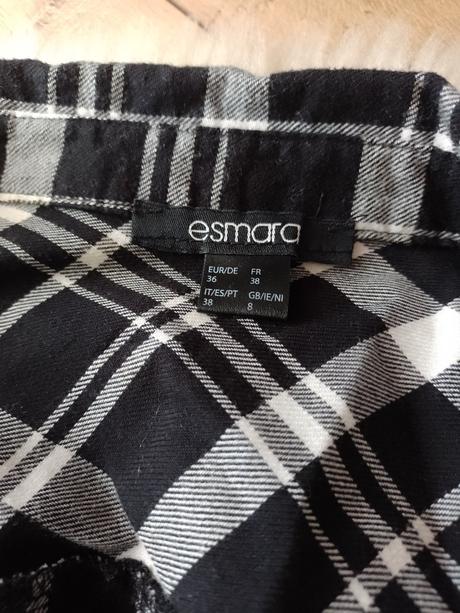 esmara
EUR/DE FR
36 38
IT/ES/PT GB/IE/NI
38 8